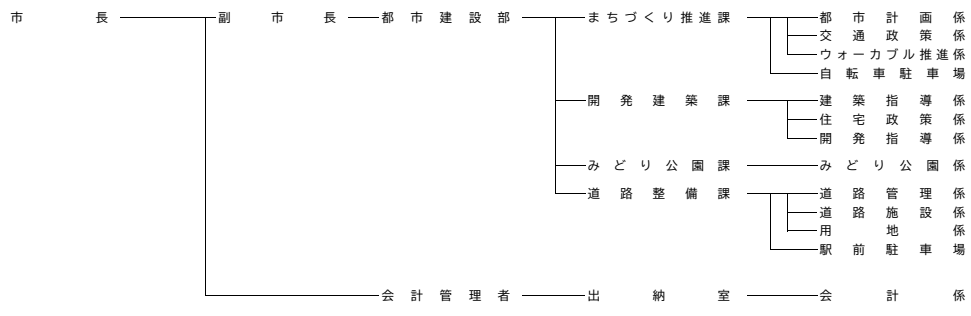 市長 副市長 都市建設部 まちづくり推進課 都市計画係
交通政策係
ウォーカブル推進係
自転車駐車場
開発建築課 建築指導係
住宅政策係
開発指導係
みどり公園課 みどり公園係
道路整備課 道路管理係
道路施設係
用地係
駅前駐車場
会計管理者 出納室 会計係